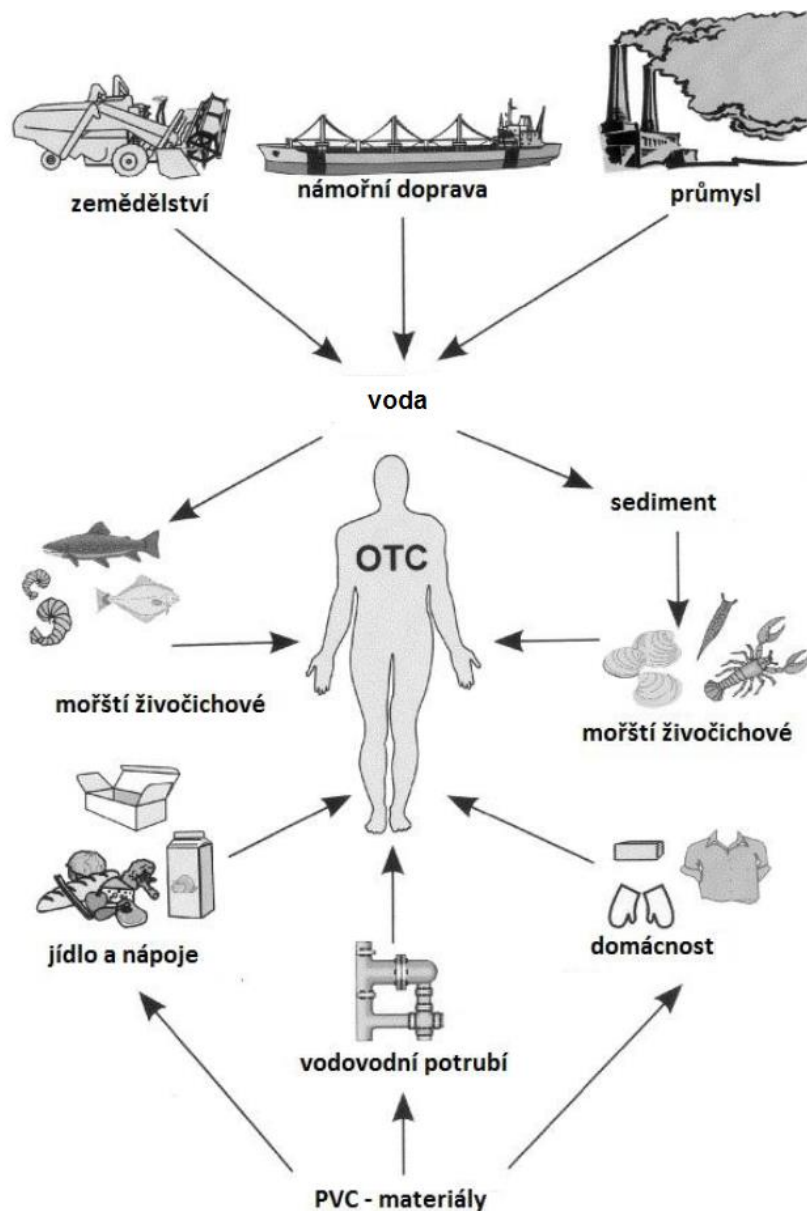 zemědělství
námořní doprava
průmysl
voda
sediment
OTC
mořští živočichové
mořští živočichové
jídlo a nápoje
domácnost
vodovodní potrubí
PVC - materiály